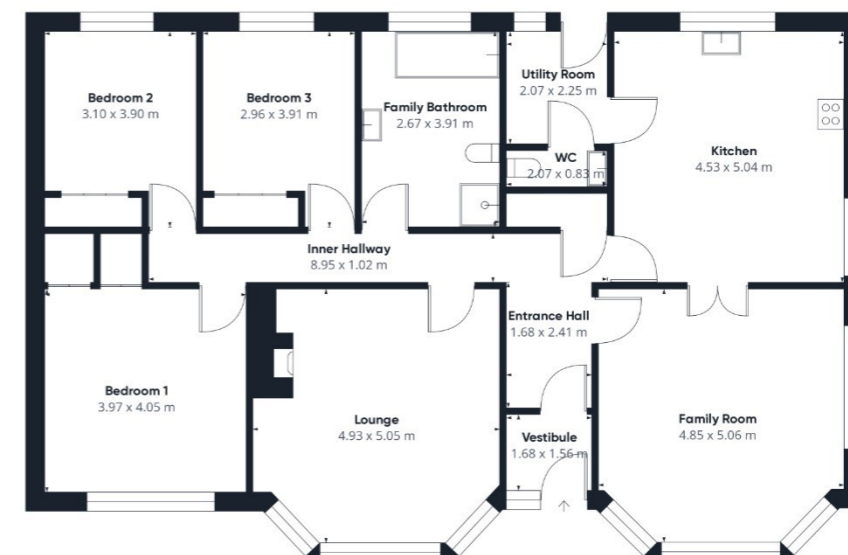 Bedroom 2
3.10 x 3.90 m
Bedroom 3
2.96 x 3.91 m
Family Bathroom
2.67 x 3.91 m
Utility Room
2.07 x 2.25 m
WC
2.07 x 0.83 m
Kitchen
4.53 x 5.04 m
Inner Hallway
8.95 x 1.02 m
Entrance Hall
1.68 x 2.41 m
Bedroom 1
3.97 x 4.05 m
Lounge
4.93 x 5.05 m
Vestibule
1.68 x 1.56 m
Family Room
4.85 x 5.06 m